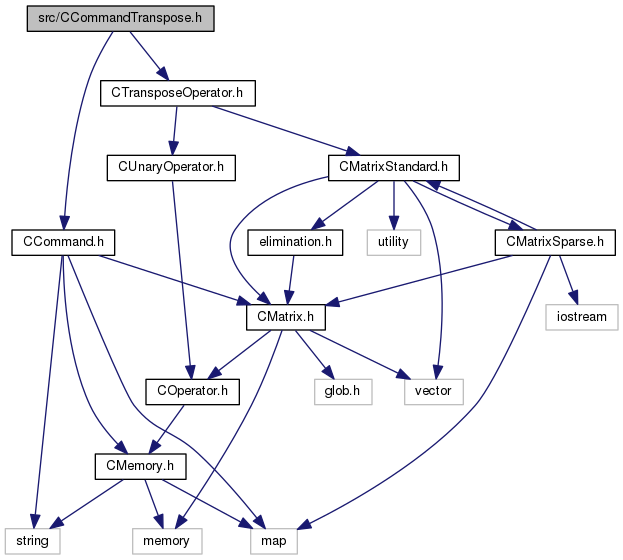 src/CCommandTranspose.h
CTransposeOperator.h
CUnaryOperator.h
CMatrixStandard.h
CCommand.h
elimination.h
utility
CMatrixSparse.h
CMatrix.h
iostream
COperator.h
glob.h
vector
CMemory.h
string
memory
map